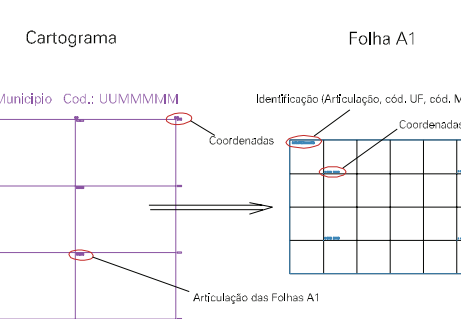 Cartograma
Folha A1
Município Cod.: UUMMMMM
Identificação (Articulação, cód. UF, cód. M
Coordenadas
Coordenadas
Articulação das Folhas A1